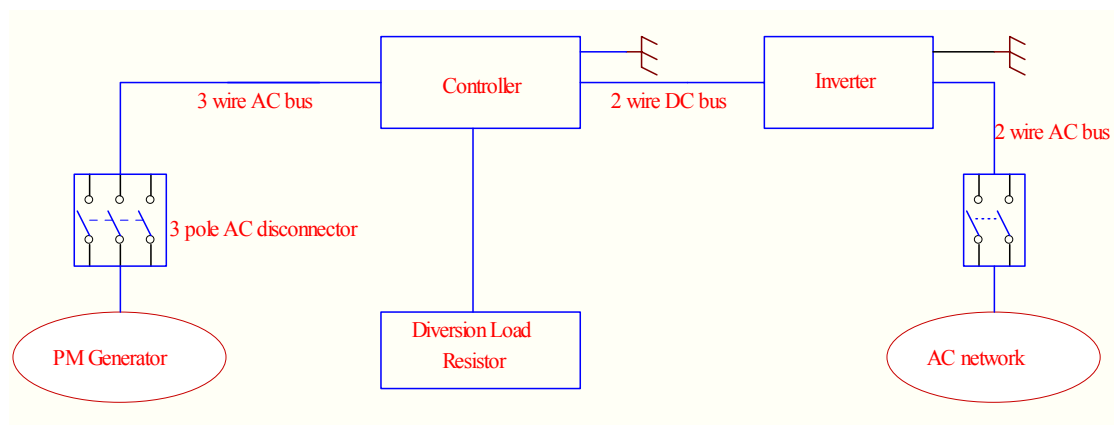 Controller
Inverter
3 wire AC bus
2 wire DC bus
2 wire AC bus
3 pole AC disconnector
Diversion Load
Resistor
PM Generator
AC network